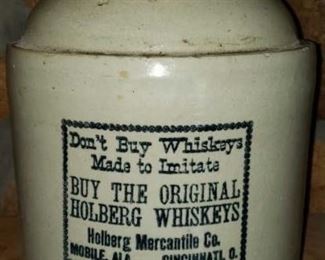 Don't Buy Whiskeys
Made to Imitate
BUY THE ORIGINAL
HOLBERG WHISKEYS
Holberg Mercantile Co.
MOBILE, ALA. CINCINNATI, O.